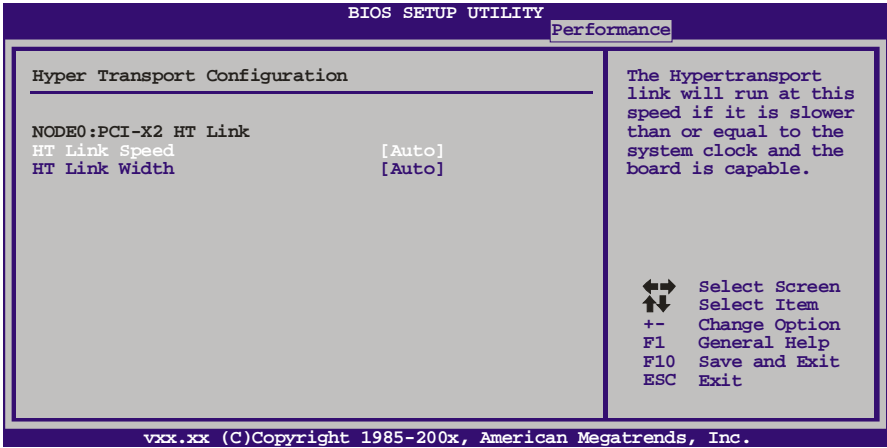 BIOS SETUP UTILITY
Performance
Hyper Transport Configuration
NODE0:PCI-X2 HT Link
HT Link Speed [Auto]
HT Link Width [Auto]
The Hypertransport
link will run at this
speed if it is slower
than or equal to the
system clock and the
board is capable.
Select Screen
Select Item
+- Change Option
F1 General Help
F10 Save and Exit
ESC Exit
vxx.xx (C)Copyright 1985-200x, American Megatrends, Inc.